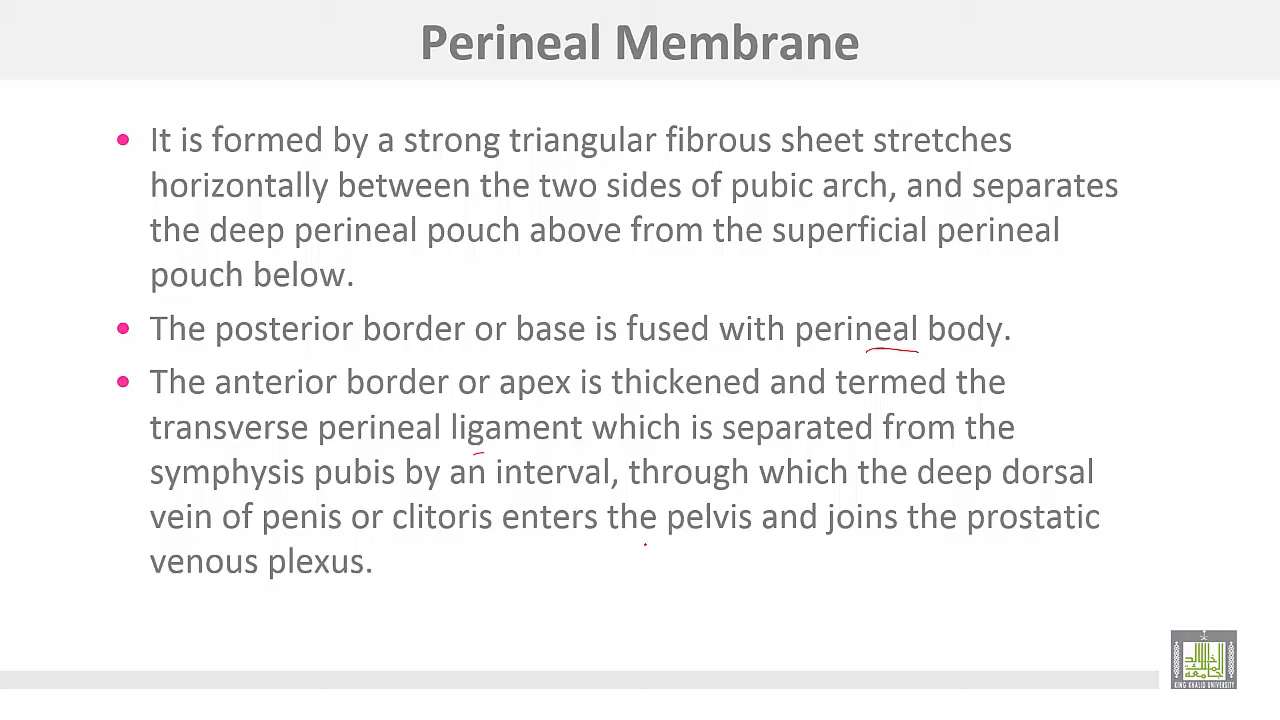 Perineal Membrane
• It is formed by a strong triangular fibrous sheet stretches
horizontally between the two sides of pubic arch, and separates
the deep perineal pouch above from the superficial perineal
pouch below.
• The posterior border or base is fused with perineal body.
• The anterior border or apex is thickened and termed the
transverse perineal ligament which is separated from the
symphysis pubis by an interval, through which the deep dorsal
vein of penis or clitoris enters the pelvis and joins the prostatic
venous plexus.
KING KHALID UNIVERSITY